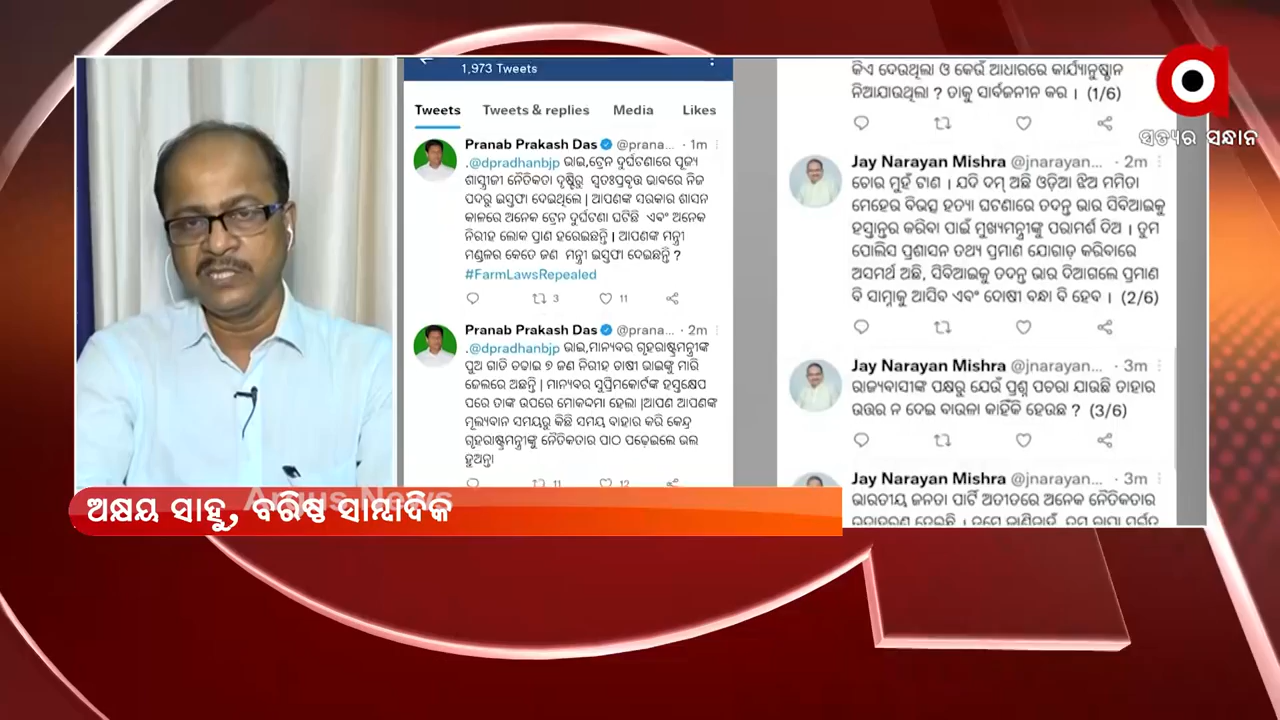 1,973 Tweets
Tweets Tweets & replies Media Likes
Pranab Prakash Das @prana... · 1m
.@dpradhanbjp ଭାଇ,ଟ୍ରେନ ଦୁର୍ଘଟଣାରେ ପୂଜ୍ୟ
ଶାସ୍ତ୍ରୀଜୀ ନୈତିକତା ଦୃଷ୍ଟିରୁ ସ୍ୱତଃପ୍ରବୃତ୍ତ ଭାବରେ ନିଜ
ପଦରୁ ଇସ୍ତଫା ଦେଇଥିଲେ | ଆପଣଙ୍କ ସରକାର ଶାସନ
କାଳରେ ଅନେକ ଟ୍ରେନ ଦୁର୍ଘଟଣା ଘଟିଛି ଏବଂ ଅନେକ
ନିରୀହ ଲୋକ ପ୍ରାଣ ହରେଇଛନ୍ତି | ଆପଣଙ୍କ ମନ୍ତ୍ରୀ
ମଣ୍ଡଳର କେତେ ଜଣ ମନ୍ତ୍ରୀ ଇସ୍ତଫା ଦେଇଛନ୍ତି ?
#FarmLawsRepealed
3 11
Pranab Prakash Das @prana... · 2m
.@dpradhanbjp ଭାଇ,ମାନ୍ୟବର ଗୃହରାଷ୍ଟ୍ରମନ୍ତ୍ରୀଙ୍କ
ପୁଅ ଗାଡି ଚଢାଇ ୭ ଜଣ ନିରୀହ ଚାଷୀ ଭାଇଙ୍କୁ ମାରି
ଜେଲରେ ଅଛନ୍ତି | ମାନ୍ୟବର ସୁପ୍ରିମକୋର୍ଟଙ୍କ ହସ୍ତକ୍ଷେପ
ପରେ ତାଙ୍କ ଉପରେ ମୋକଦ୍ଦମା ହେଲା |ଆପଣ ଆପଣଙ୍କ
ମୂଲ୍ୟବାନ ସମୟରୁ କିଛି ସମୟ ବାହାର କରି କେନ୍ଦ୍ର
ଗୃହରାଷ୍ଟ୍ରମନ୍ତ୍ରୀଙ୍କୁ ନୈତିକତାର ପାଠ ପଢ଼େଇଲେ ଭଲ
ହୁଅନ୍ତା
11 12
କିଏ ଦେଉଥିଲା ଓ କେଉଁ ଆଧାରରେ କାର୍ଯ୍ୟାନୁଷ୍ଠାନ
ନିଆଯାଉଥିଲା ? ତାକୁ ସାର୍ବଜନୀନ କର । (1/6)
Jay Narayan Mishra @jnarayan... · 2m
ଚୋର ମୁହଁ ଟାଣ । ଯଦି ଦମ୍ ଅଛି ଓଡ଼ିଆ ଝିଅ ମମିତା
ମେହେର ବିଭତ୍ସ ହତ୍ୟା ଘଟଣାରେ ତଦନ୍ତ ଭାର ସିବିଆଇକୁ
ହସ୍ତାନ୍ତର କରିବା ପାଇଁ ମୁଖ୍ୟମନ୍ତ୍ରୀଙ୍କୁ ପରାମର୍ଶ ଦିଅ । ତୁମ
ପୋଲିସ ପ୍ରଶାସନ ତଥ୍ୟ ପ୍ରମାଣ ଯୋଗାଡ଼ କରିବାରେ
ଅସମର୍ଥ ଅଛି, ସିବିଆଇକୁ ତଦନ୍ତ ଭାର ଦିଆଗଲେ ପ୍ରମାଣ
ବି ସାମ୍ନାକୁ ଆସିବ ଏବଂ ଦୋଷୀ ବନ୍ଧା ବି ହେବ । (2/6)
Jay Narayan Mishra @jnarayan... · 3m
ରାଜ୍ୟବାସୀଙ୍କ ପକ୍ଷରୁ ଯେଉଁ ପ୍ରଶ୍ନ ପଚରା ଯାଉଛି ତାହାର
ଉତ୍ତର ନ ଦେଇ ବାଉଳା କାହିଁକି ହେଉଛ ? (3/6)
Jay Narayan Mishra @jnarayan... · 3m
ଭାରତୀୟ ଜନତା ପାର୍ଟି ଅତୀତରେ ଅନେକ ନୈତିକତାର
Argus News
ଅକ୍ଷୟ ସାହୁ, ବରିଷ୍ଠ ସାମ୍ବାଦିକ
ସତ୍ୟର ସନ୍ଧାନ